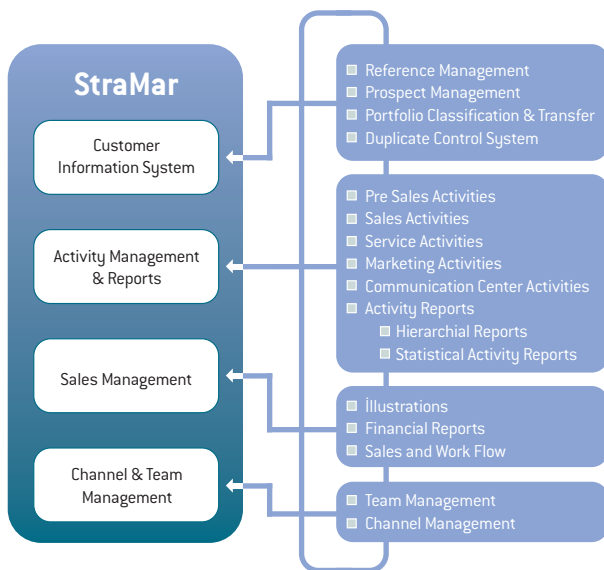 StraMar
Customer
Information System
Activity Management
& Reports
Sales Management
Channel & Team
Management
Reference Management
Prospect Management
Portfolio Classification & Transfer
Duplicate Control System
Pre Sales Activities
Sales Activities
Service Activities
Marketing Activities
Communication Center Activities
Activity Reports
Hierarchial Reports
Statistical Activity Reports
İllustrations
Financial Reports
Sales and Work Flow
Team Management
Channel Management